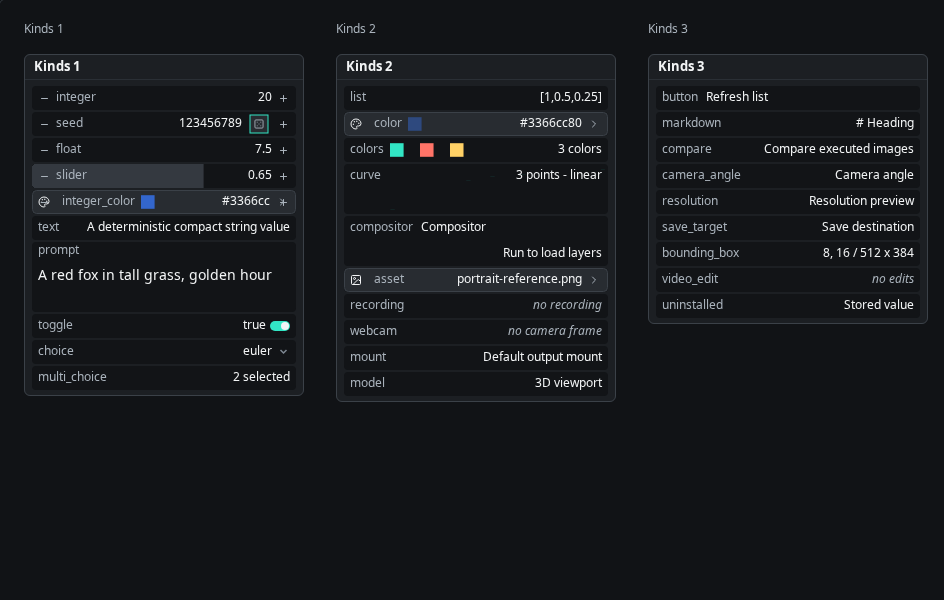 Kinds 1
Kinds 1
integer 20
seed 123456789
float 7.5
slider 0.65
integer_color #3366cc
text A deterministic compact string value
prompt
A red fox in tall grass, golden hour
toggle true
choice euler
multi_choice 2 selected
Kinds 2
Kinds 2
list [1,0.5,0.25]
color #3366cc80
colors 3 colors
curve 3 points - linear
compositor Compositor
Run to load layers
asset portrait-reference.png
recording no recording
webcam no camera frame
mount Default output mount
model 3D viewport
Kinds 3
Kinds 3
button Refresh list
markdown # Heading
compare Compare executed images
camera_angle Camera angle
resolution Resolution preview
save_target Save destination
bounding_box 8, 16 / 512 x 384
video_edit no edits
uninstalled Stored value